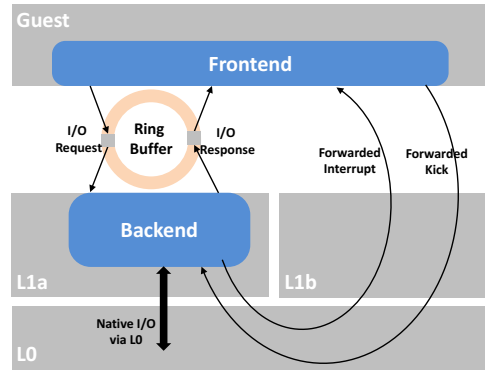 Guest
Frontend
I/O
Request
Ring
Buffer
I/O
Response
Forwarded
Interrupt
Forwarded
Kick
Backend
L1a
L1b
Native I/O
via L0
L0